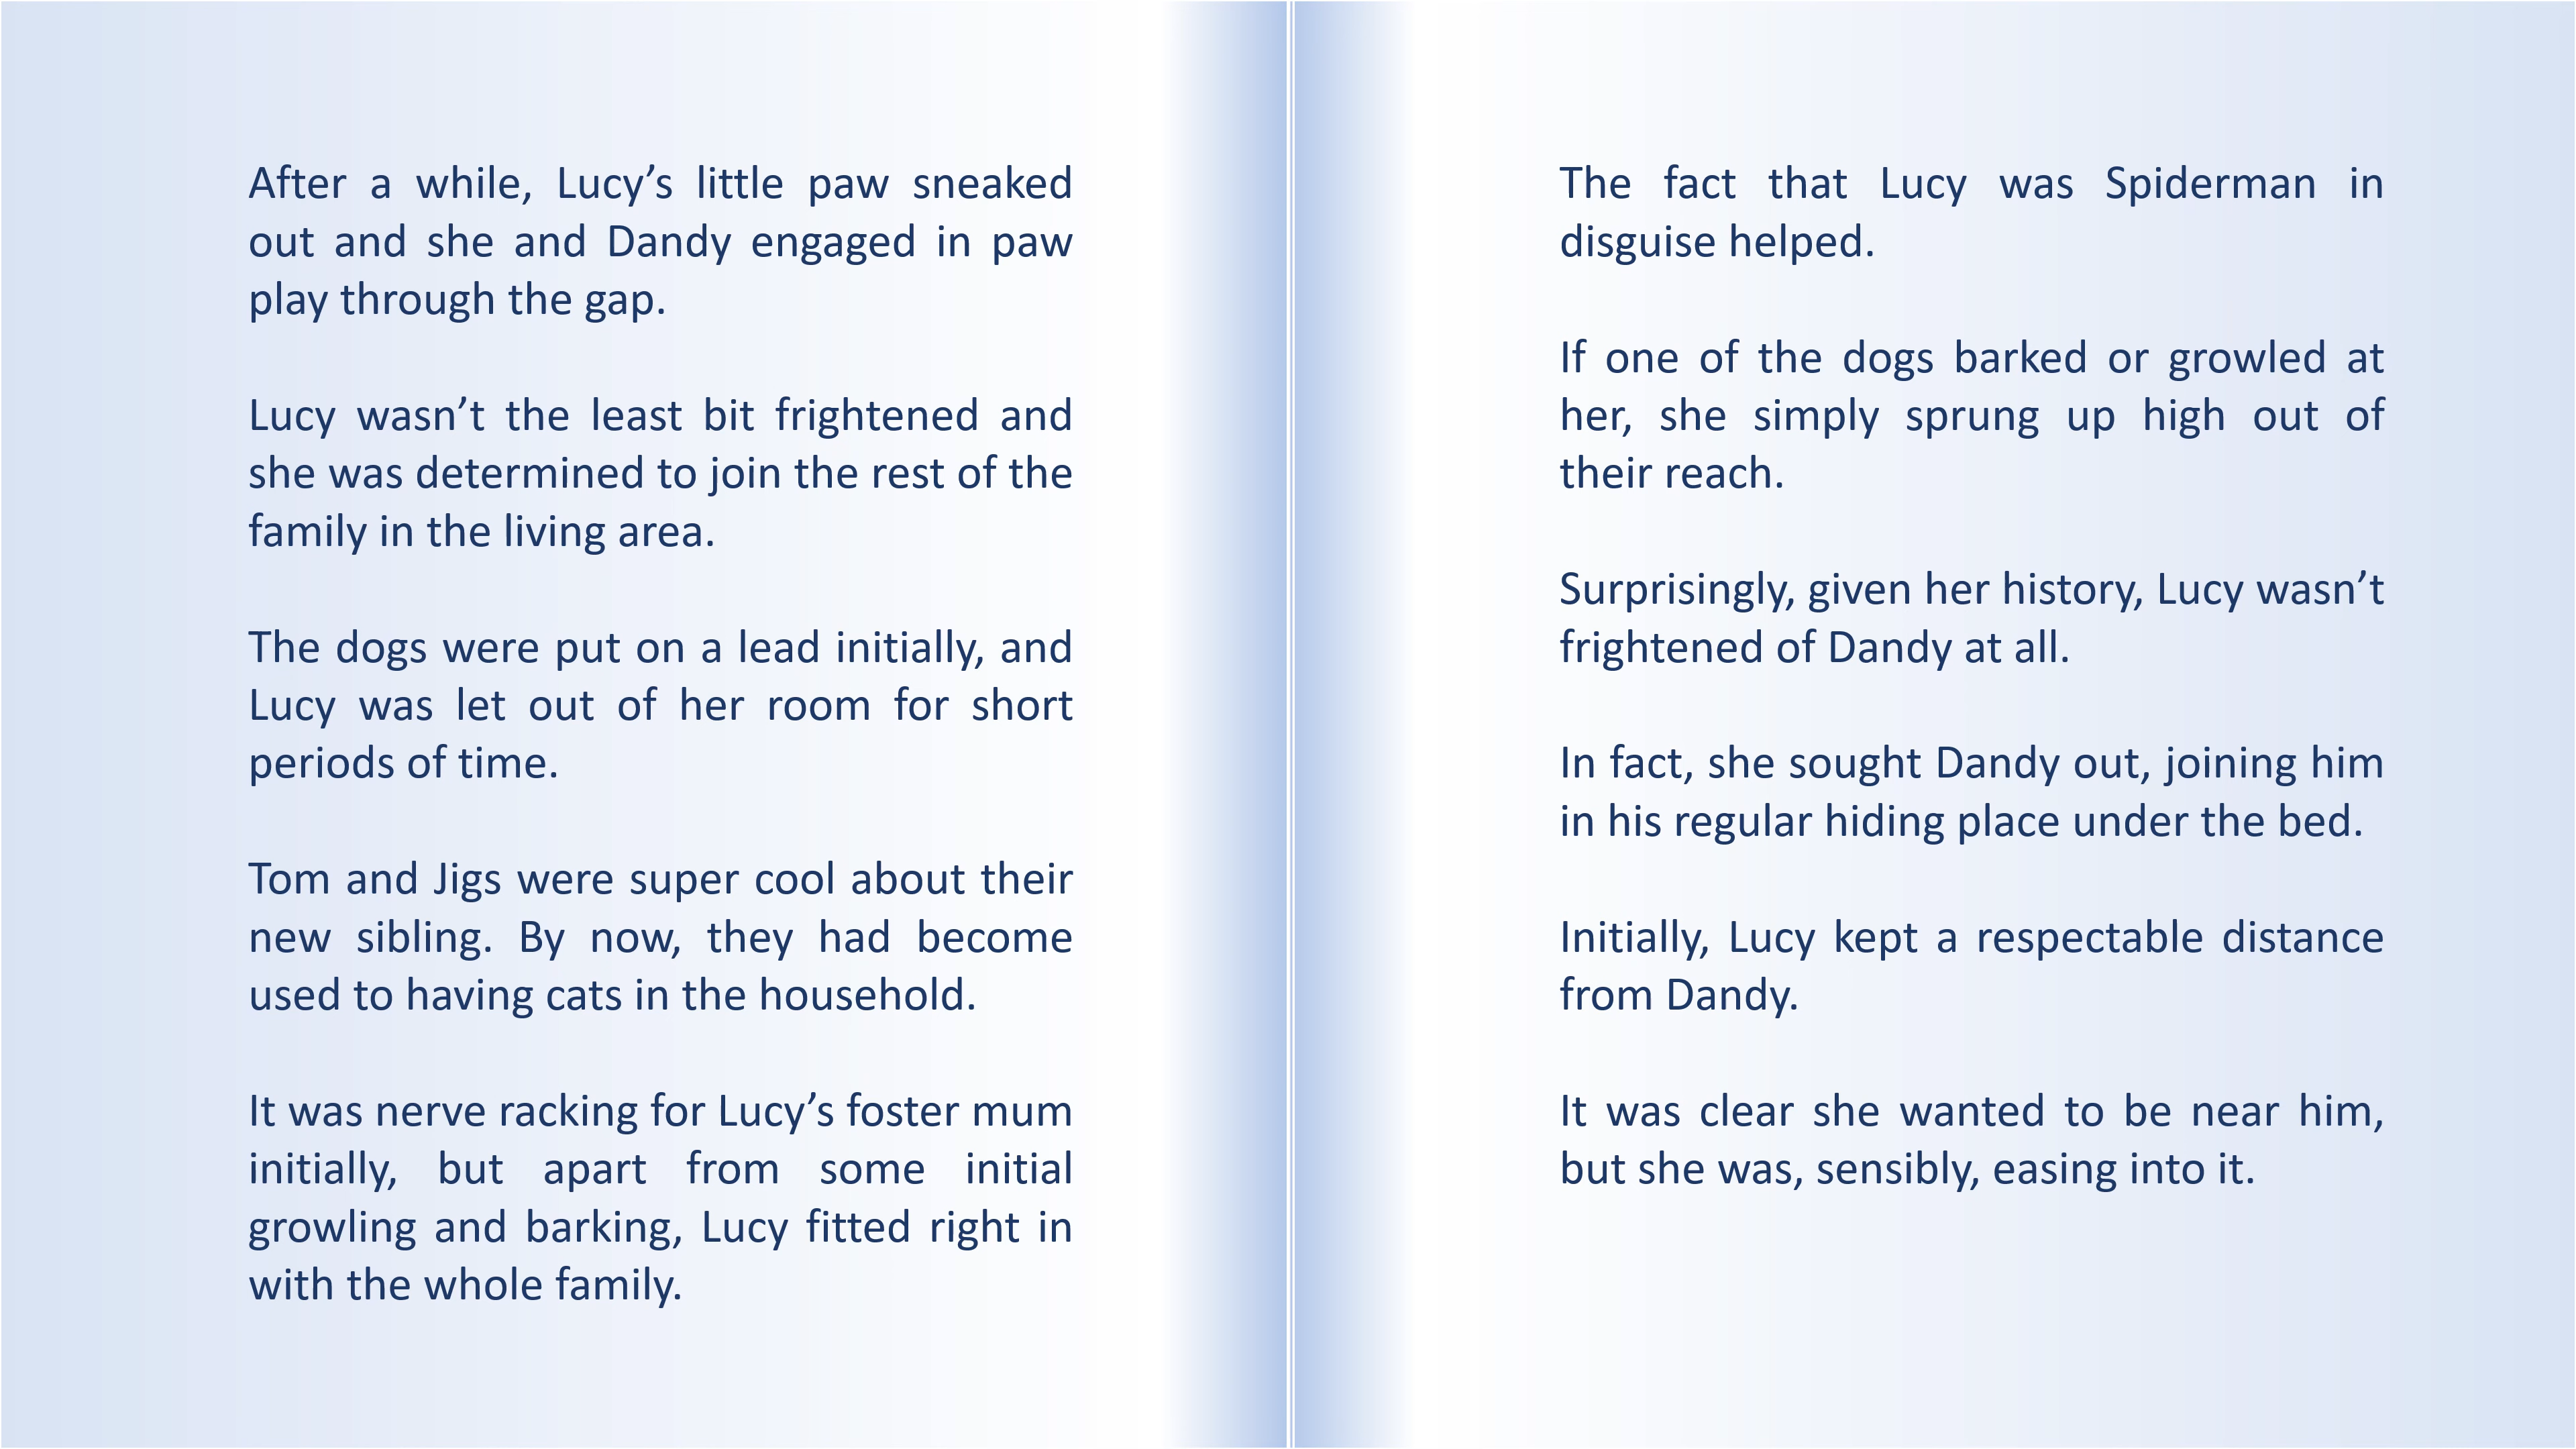 After a while, Lucy’s little paw sneaked
out and she and Dandy engaged in paw
play through the gap.
Lucy wasn’t the least bit frightened and
she was determined to join the rest of the
family in the living area.
The dogs were put on a lead initially, and
Lucy was let out of her room for short
periods of time.
Tom and Jigs were super cool about their
new sibling. By now, they had become
used to having cats in the household.
It was nerve racking for Lucy’s foster mum
initially, but apart from some initial
growling and barking, Lucy fitted right in
with the whole family.
The fact that Lucy was Spiderman in
disguise helped.
If one of the dogs barked or growled at
her, she simply sprung up high out of
their reach.
Surprisingly, given her history, Lucy wasn’t
frightened of Dandy at all.
In fact, she sought Dandy out, joining him
in his regular hiding place under the bed.
Initially, Lucy kept a respectable distance
from Dandy.
It was clear she wanted to be near him,
but she was, sensibly, easing into it.